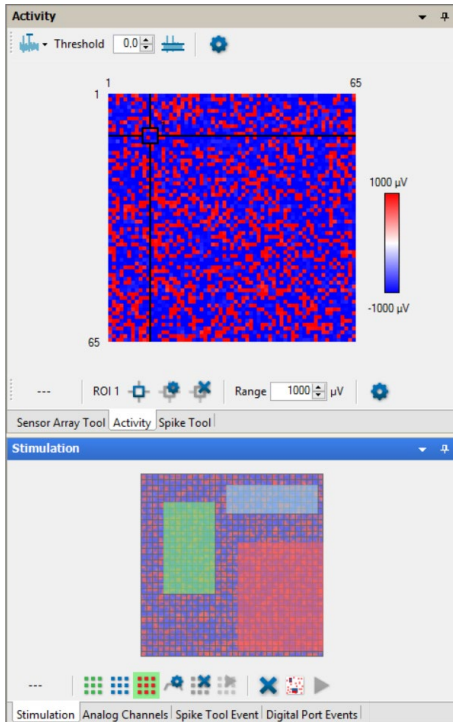 Activity
Threshold 0,0
1 65
1
1000 µV
-1000 µV
65
--- ROI 1 Range 1000 µV
Sensor Array Tool Activity Spike Tool
Stimulation
---
Stimulation Analog Channels Spike Tool Event Digital Port Events